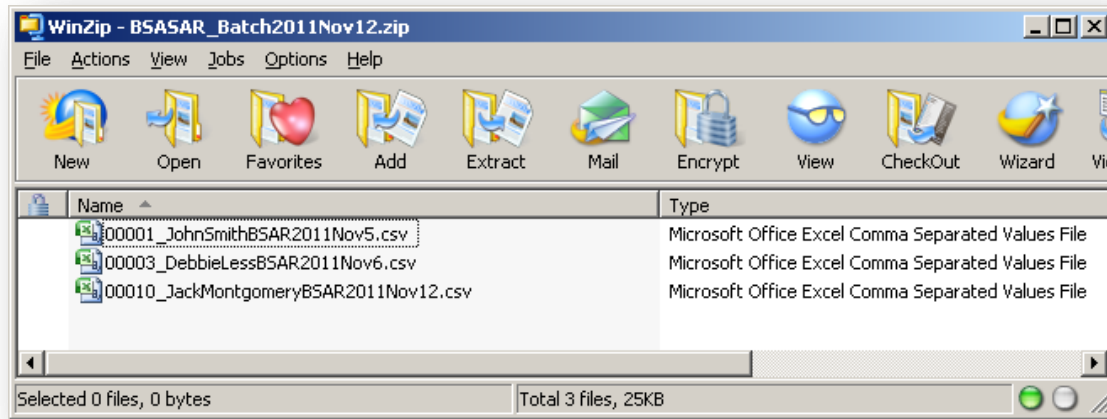 WinZip - BSASAR_Batch2011Nov12.zip
File Actions View Jobs Options Help
New Open Favorites Add Extract Mail Encrypt View CheckOut Wizard
Name Type
00001_JohnSmithBSAR2011Nov5.csv Microsoft Office Excel Comma Separated Values File
00003_DebbieLessBSAR2011Nov6.csv Microsoft Office Excel Comma Separated Values File
00010_JackMontgomeryBSAR2011Nov12.csv Microsoft Office Excel Comma Separated Values File
Selected 0 files, 0 bytes Total 3 files, 25KB